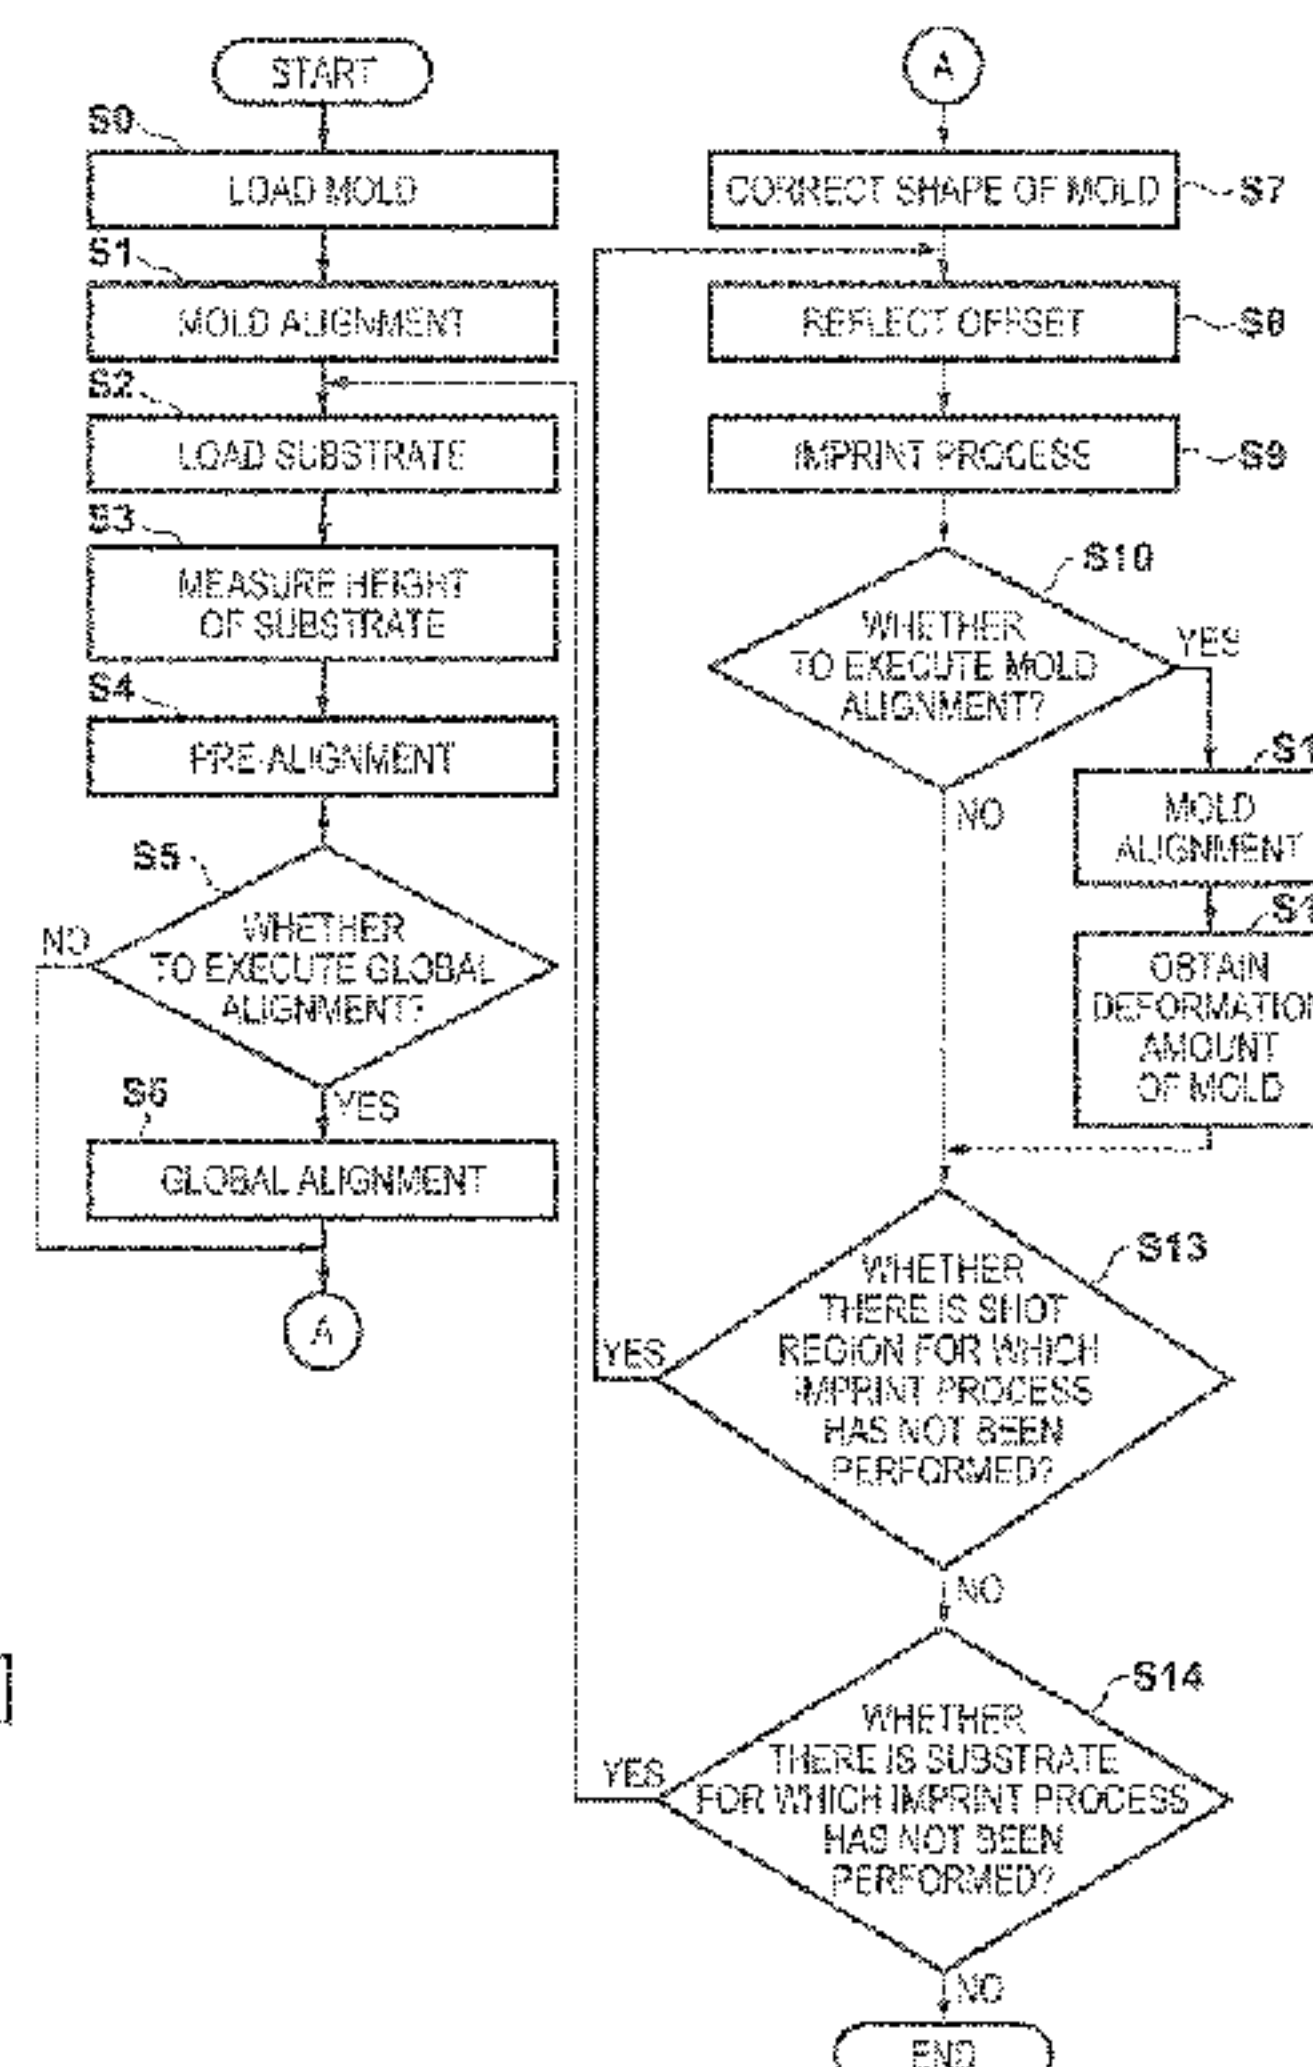 START
S0
LOAD MOLD
S1
MOLD ALIGNMENT
S2
LOAD SUBSTRATE
S3
MEASURE HEIGHT
OF SUBSTRATE
S4
PRE-ALIGNMENT
S5
WHETHER
TO EXECUTE GLOBAL
ALIGNMENT?
NO
YES
S6
GLOBAL ALIGNMENT
A
A
CORRECT SHAPE OF MOLD
S7
REFLECT OFFSET
S8
IMPRINT PROCESS
S9
S10
WHETHER
TO EXECUTE MOLD
ALIGNMENT?
YES
NO
S1
MOLD
ALIGNMENT
S1
OBTAIN
DEFORMATION
AMOUNT
OF MOLD
S13
WHETHER
THERE IS SHOT
REGION FOR WHICH
IMPRINT PROCESS
HAS NOT BEEN
PERFORMED?
YES
NO
S14
WHETHER
THERE IS SUBSTRATE
FOR WHICH IMPRINT PROCESS
HAS NOT BEEN
PERFORMED?
YES
NO
END